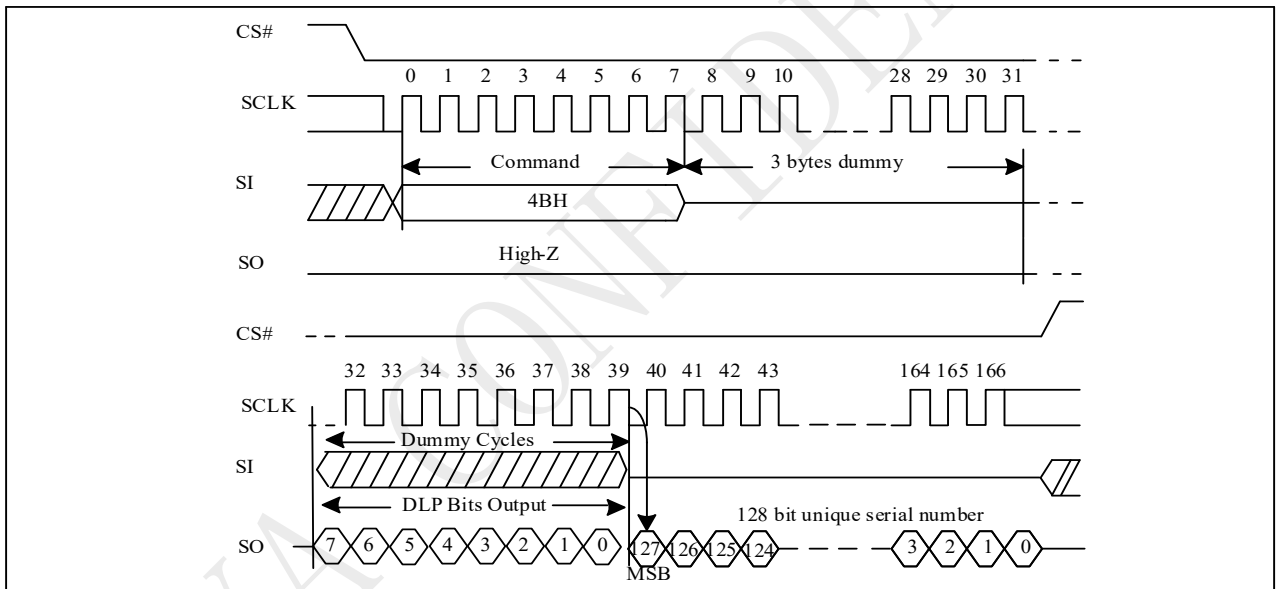 CS#
0 1 2 3 4 5 6 7 8 9 10 28 29 30 31
SCLK
Command 3 bytes dummy
SI
4BH
High-Z
SO
CS#
32 33 34 35 36 37 38 39 40 41 42 43 164 165 166
SCLK
Dummy Cycles
SI
DLP Bits Output
128 bit unique serial number
SO 7 6 5 4 3 2 1 0 127 126 125 124 3 2 1 0
MSB